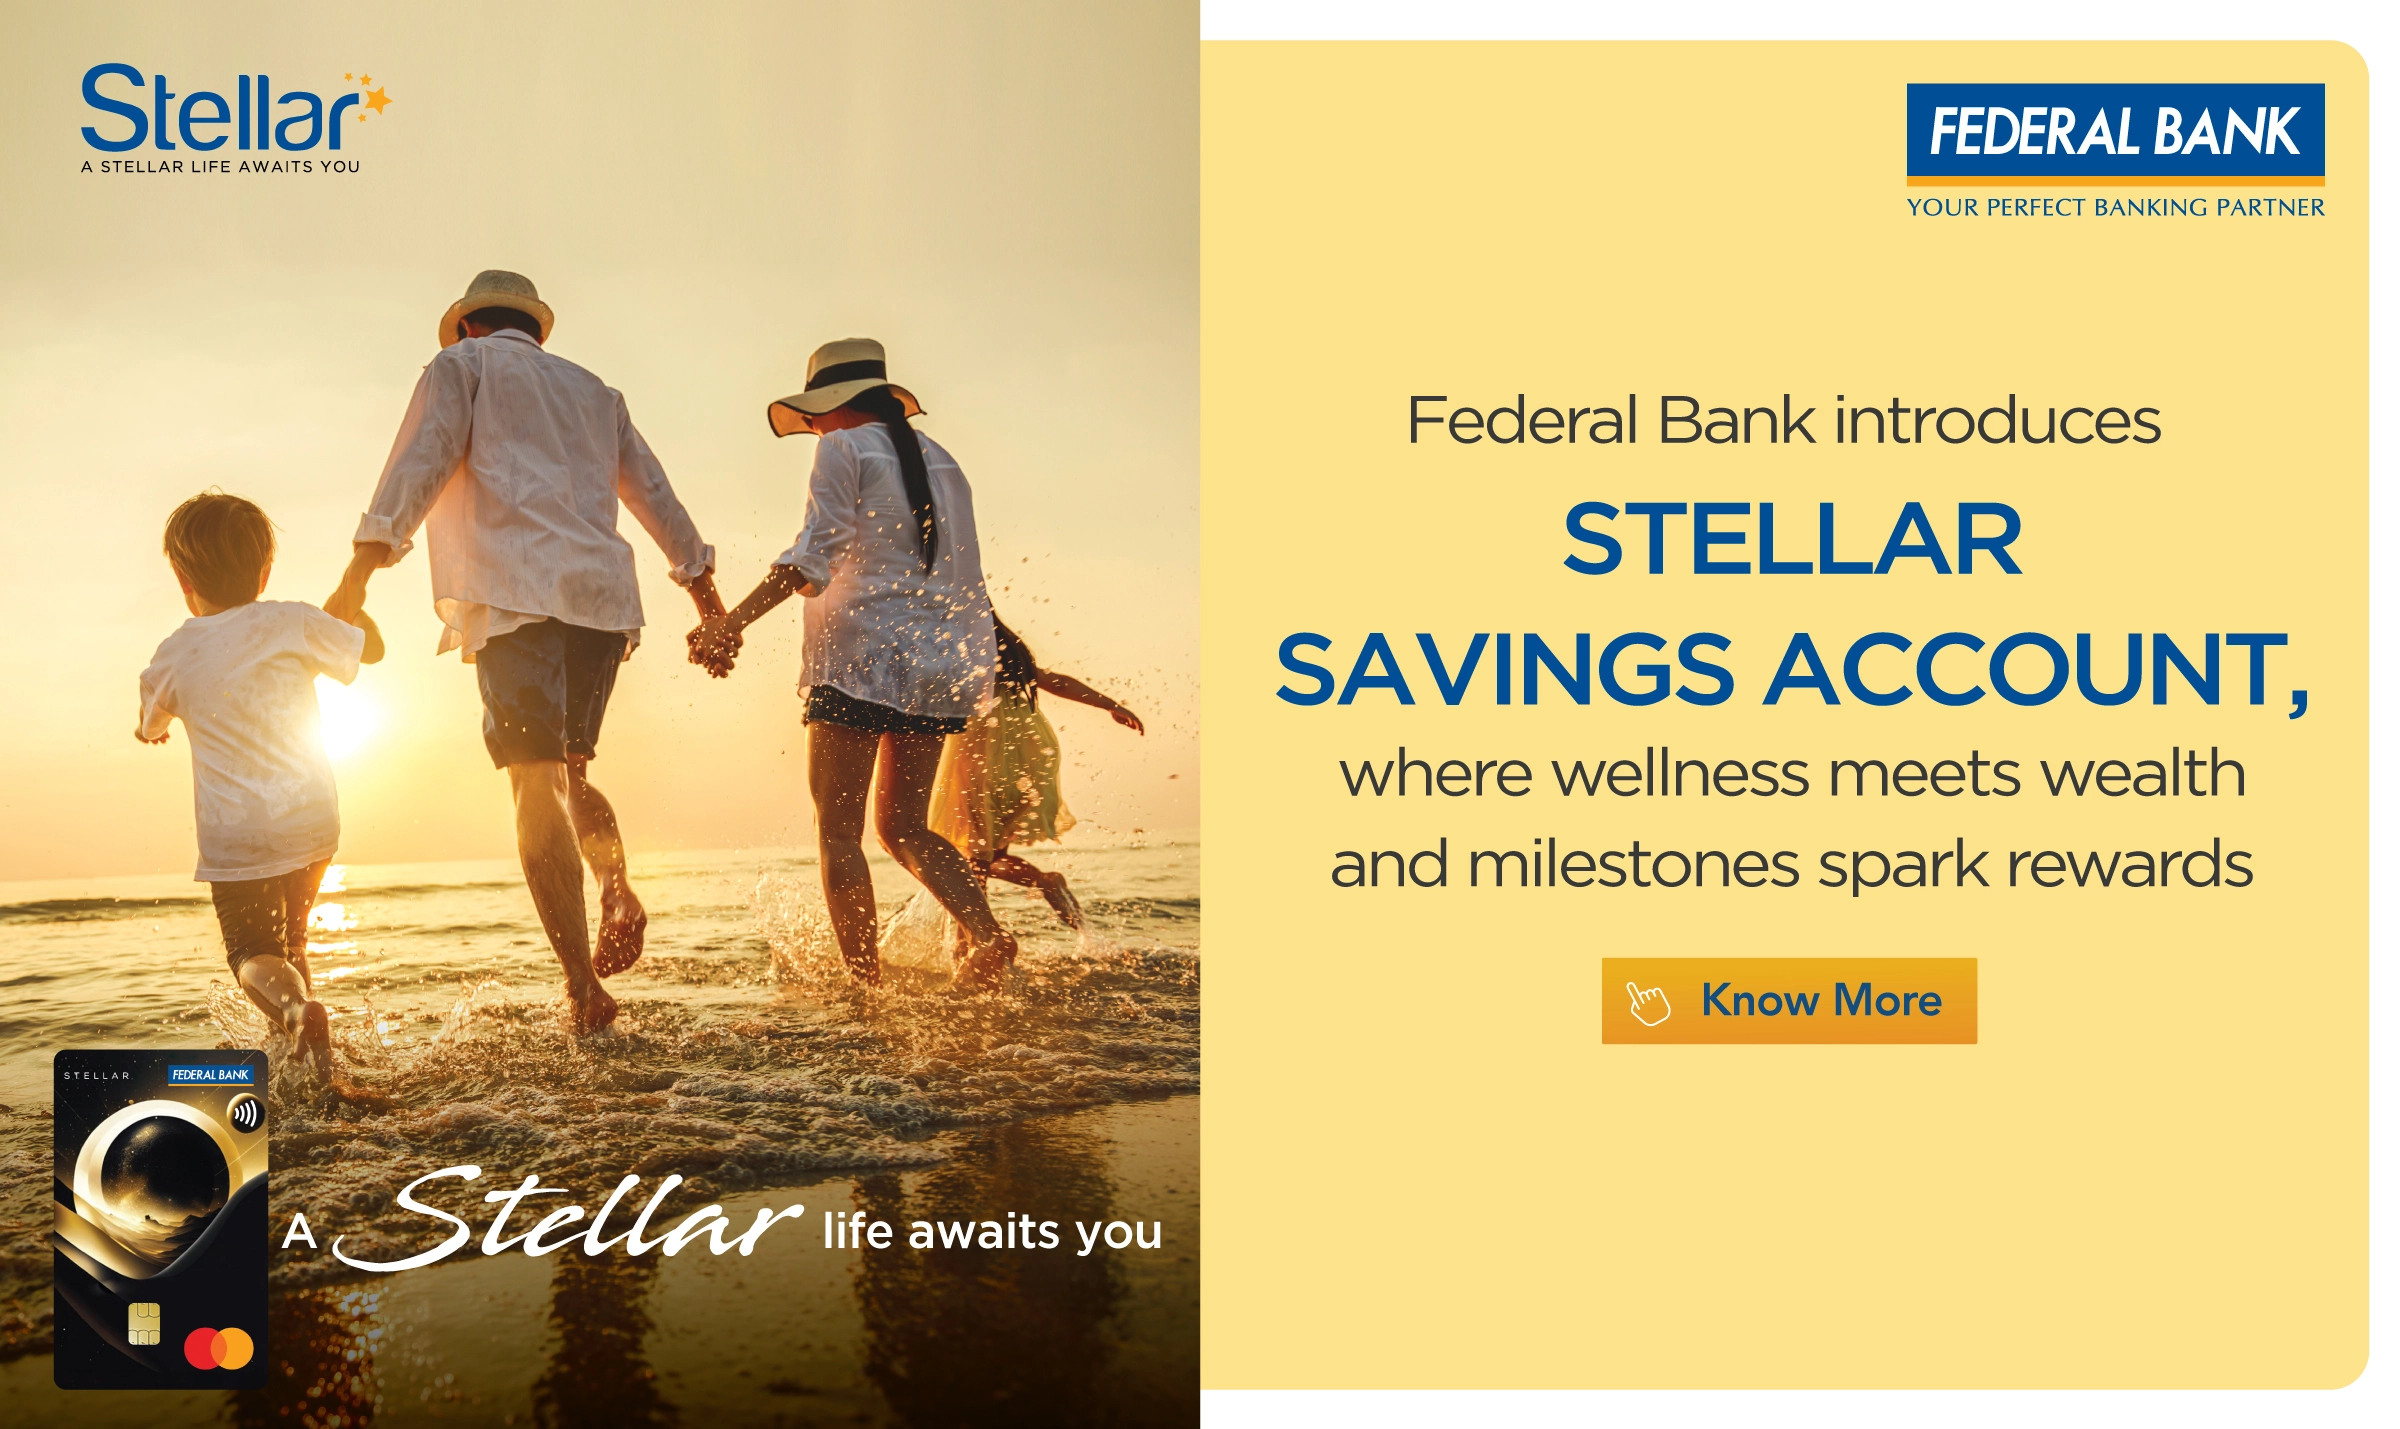 Stellar
A STELLAR LIFE AWAITS YOU
STELLAR
FEDERAL BANK
A Stellar life awaits you
FEDERAL BANK
YOUR PERFECT BANKING PARTNER
Federal Bank introduces
STELLAR
SAVINGS ACCOUNT,
where wellness meets wealth
and milestones spark rewards
Know More